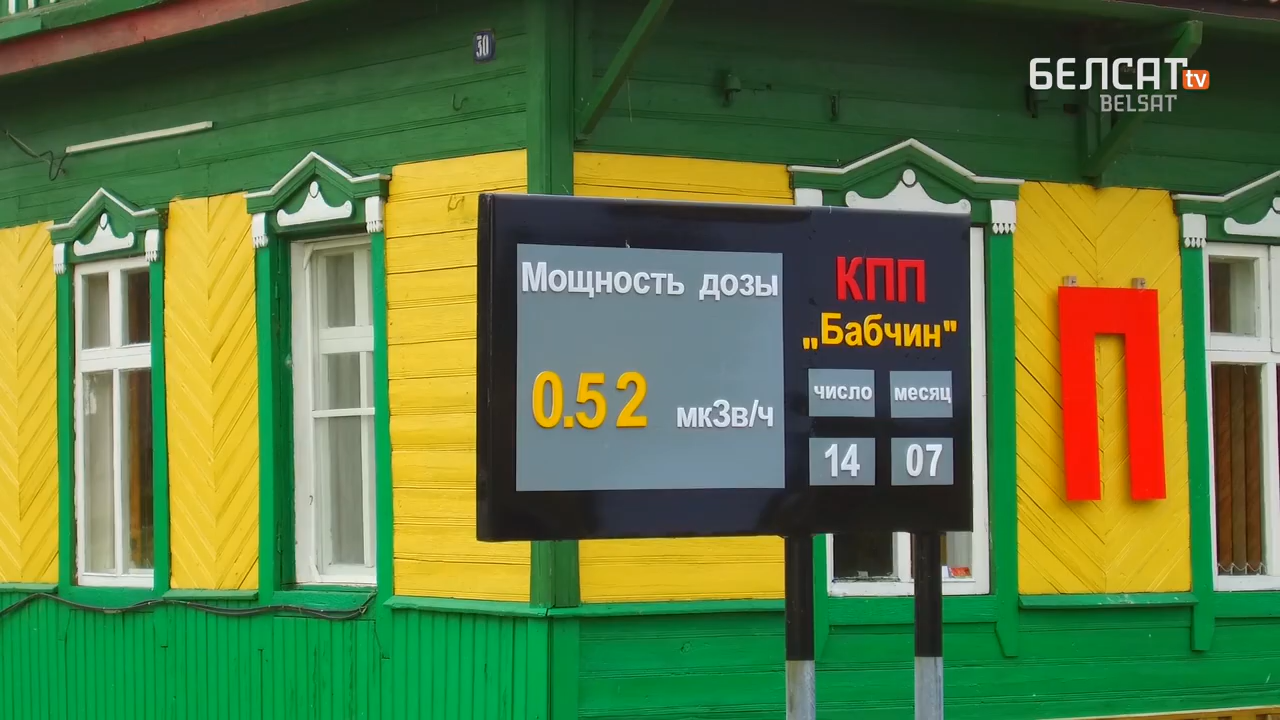 30
БЕЛСАТ tv
BELSAT
Мощность дозы
0.52 мкЗв/ч
КПП
„Бабчин"
число месяц
14 07
П